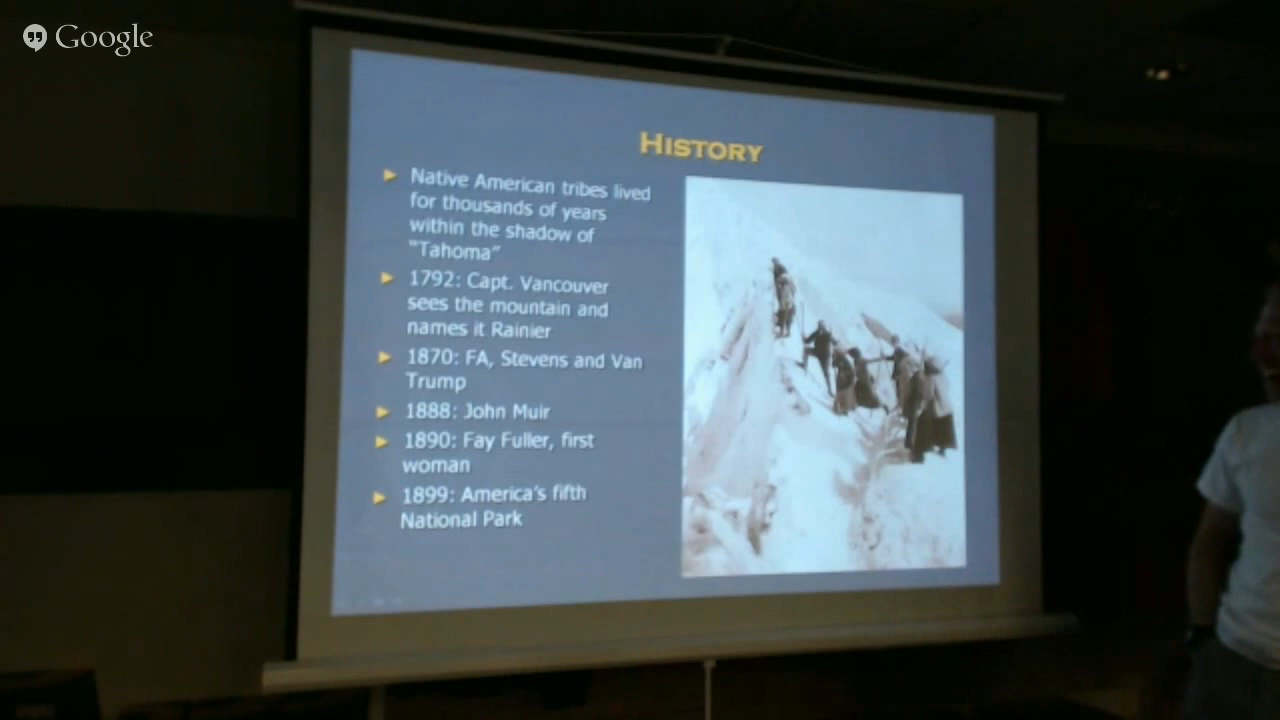 Google
History
Native American tribes lived
for thousands of years
within the shadow of
“Tahoma”
1792: Capt. Vancouver
sees the mountain and
names it Rainier
1870: FA, Stevens and Van
Trump
1888: John Muir
1890: Fay Fuller, first
woman
1899: America's fifth
National Park